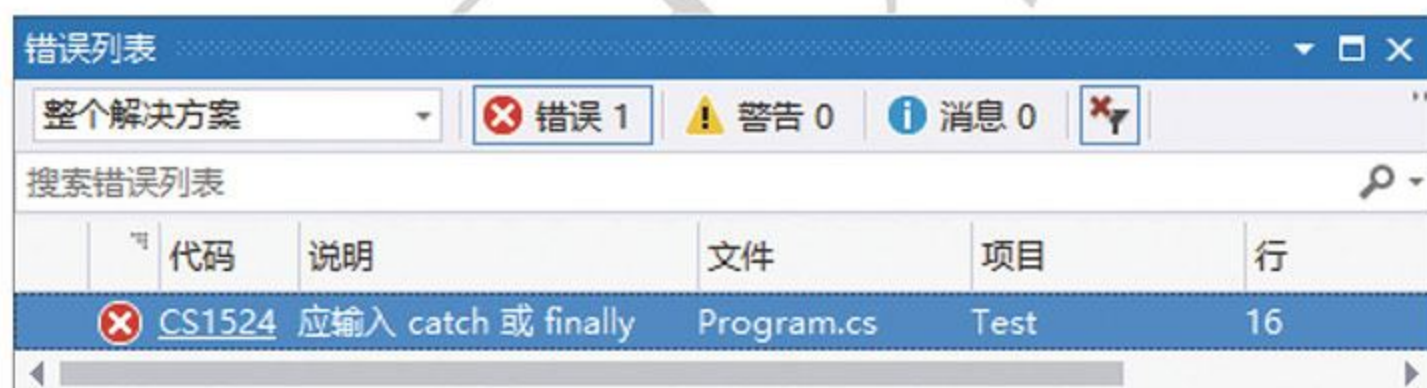 错误列表
整个解决方案 错误 1 警告 0 消息 0
搜索错误列表
代码 说明 文件 项目 行
CS1524 应输入 catch 或 finally Program.cs Test 16